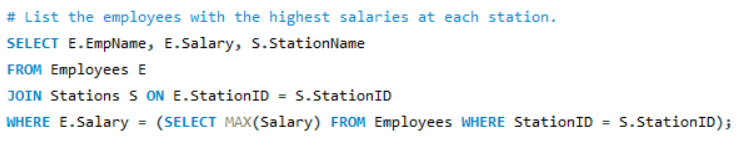 # List the employees with the highest salaries at each station.
SELECT E.EmpName, E.Salary, S.StationName
FROM Employees E
JOIN Stations S ON E.StationID = S.StationID
WHERE E.Salary = (SELECT MAX(Salary) FROM Employees WHERE StationID = S.StationID);